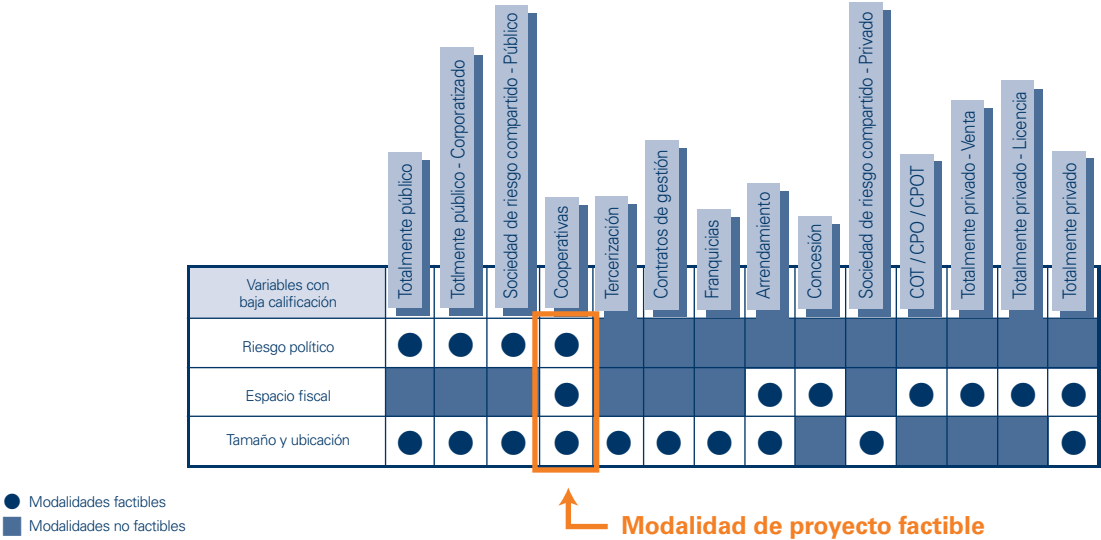 Totalmente público
Totlmente público - Corporatizado
Sociedad de riesgo compartido - Público
Cooperativas
Tercerización
Contratos de gestión
Franquicias
Arrendamiento
Concesión
Sociedad de riesgo compartido - Privado
COT / CPO / CPOT
Totalmente privado - Venta
Totalmente privado - Licencia
Totalmente privado
Variables con
baja calificación
Riesgo político
Espacio fiscal
Tamaño y ubicación
Modalidades factibles
Modalidades no factibles
Modalidad de proyecto factible